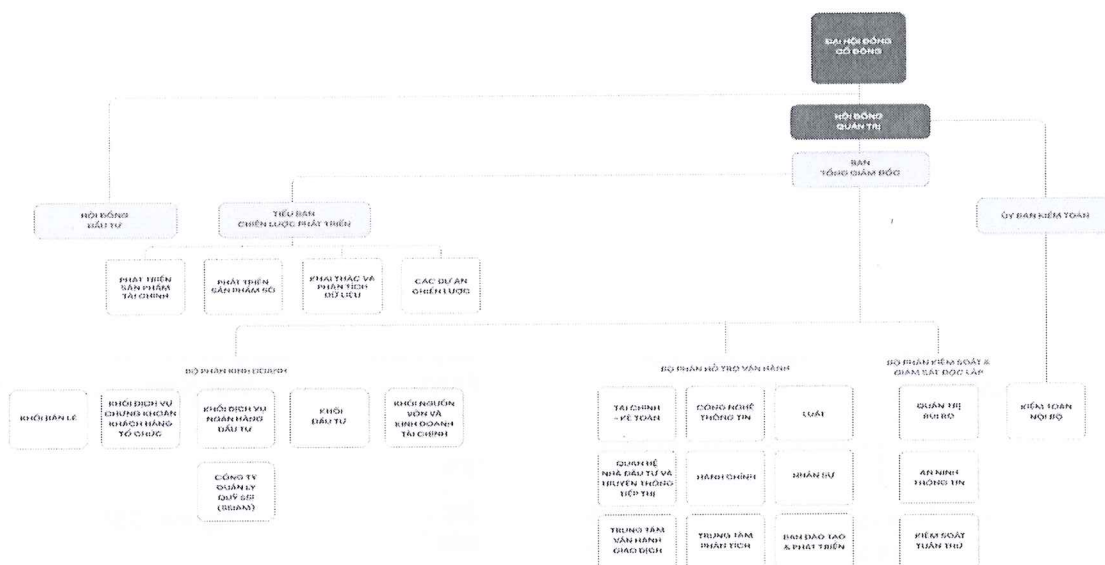 ĐẠI HỘI ĐỒNG
CỔ ĐÔNG
HỘI ĐỒNG
QUẢN TRỊ
BAN
TỔNG GIÁM ĐỐC
HỘI ĐỒNG
ĐẦU TƯ
TIỂU BAN
CHIẾN LƯỢC PHÁT TRIỂN
ỦY BAN KIỂM TOÁN
PHÁT TRIỂN
SẢN PHẨM
TÀI CHÍNH
PHÁT TRIỂN
SẢN PHẨM SỐ
KHAI THÁC VÀ
PHÂN TÍCH
DỮ LIỆU
CÁC DỰ ÁN
CHIẾN LƯỢC
BỘ PHẬN KINH DOANH
BỘ PHẬN HỖ TRỢ VẬN HÀNH
BỘ PHẬN KIỂM SOÁT &
GIÁM SÁT ĐỘC LẬP
KHỐI BÁN LẺ
KHỐI DỊCH VỤ
CHỨNG KHOÁN
KHÁCH HÀNG
TỔ CHỨC
KHỐI DỊCH VỤ
NGÂN HÀNG
ĐẦU TƯ
KHỐI
ĐẦU TƯ
KHỐI NGUỒN
VỐN VÀ
KINH DOANH
TÀI CHÍNH
TÀI CHÍNH
- KẾ TOÁN
CÔNG NGHỆ
THÔNG TIN
LUẬT
QUẢN TRỊ
RỦI RO
KIỂM TOÁN
NỘI BỘ
CÔNG TY
QUẢN LÝ
QUỸ SSI
(SSIAM)
QUAN HỆ
NHÀ ĐẦU TƯ VÀ
TRUYỀN THÔNG
TIẾP THỊ
HÀNH CHÍNH
NHÂN SỰ
AN NINH
THÔNG TIN
TRUNG TÂM
VẬN HÀNH
GIAO DỊCH
TRUNG TÂM
PHÂN TÍCH
BAN ĐÀO TẠO
& PHÁT TRIỂN
KIỂM SOÁT
TUÂN THỦ